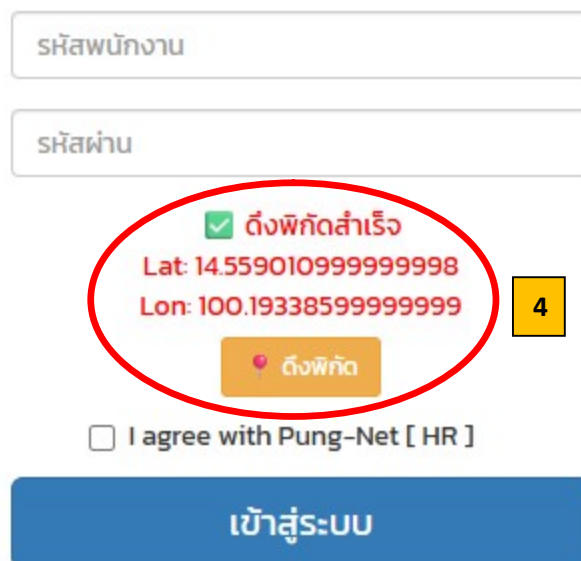 รหัสพนักงาน
รหัสผ่าน
✅ ดึงพิกัดสำเร็จ
Lat: 14.559010999999998
Lon: 100.19338599999999
4
📍 ดึงพิกัด
I agree with Pung-Net [ HR ]
เข้าสู่ระบบ